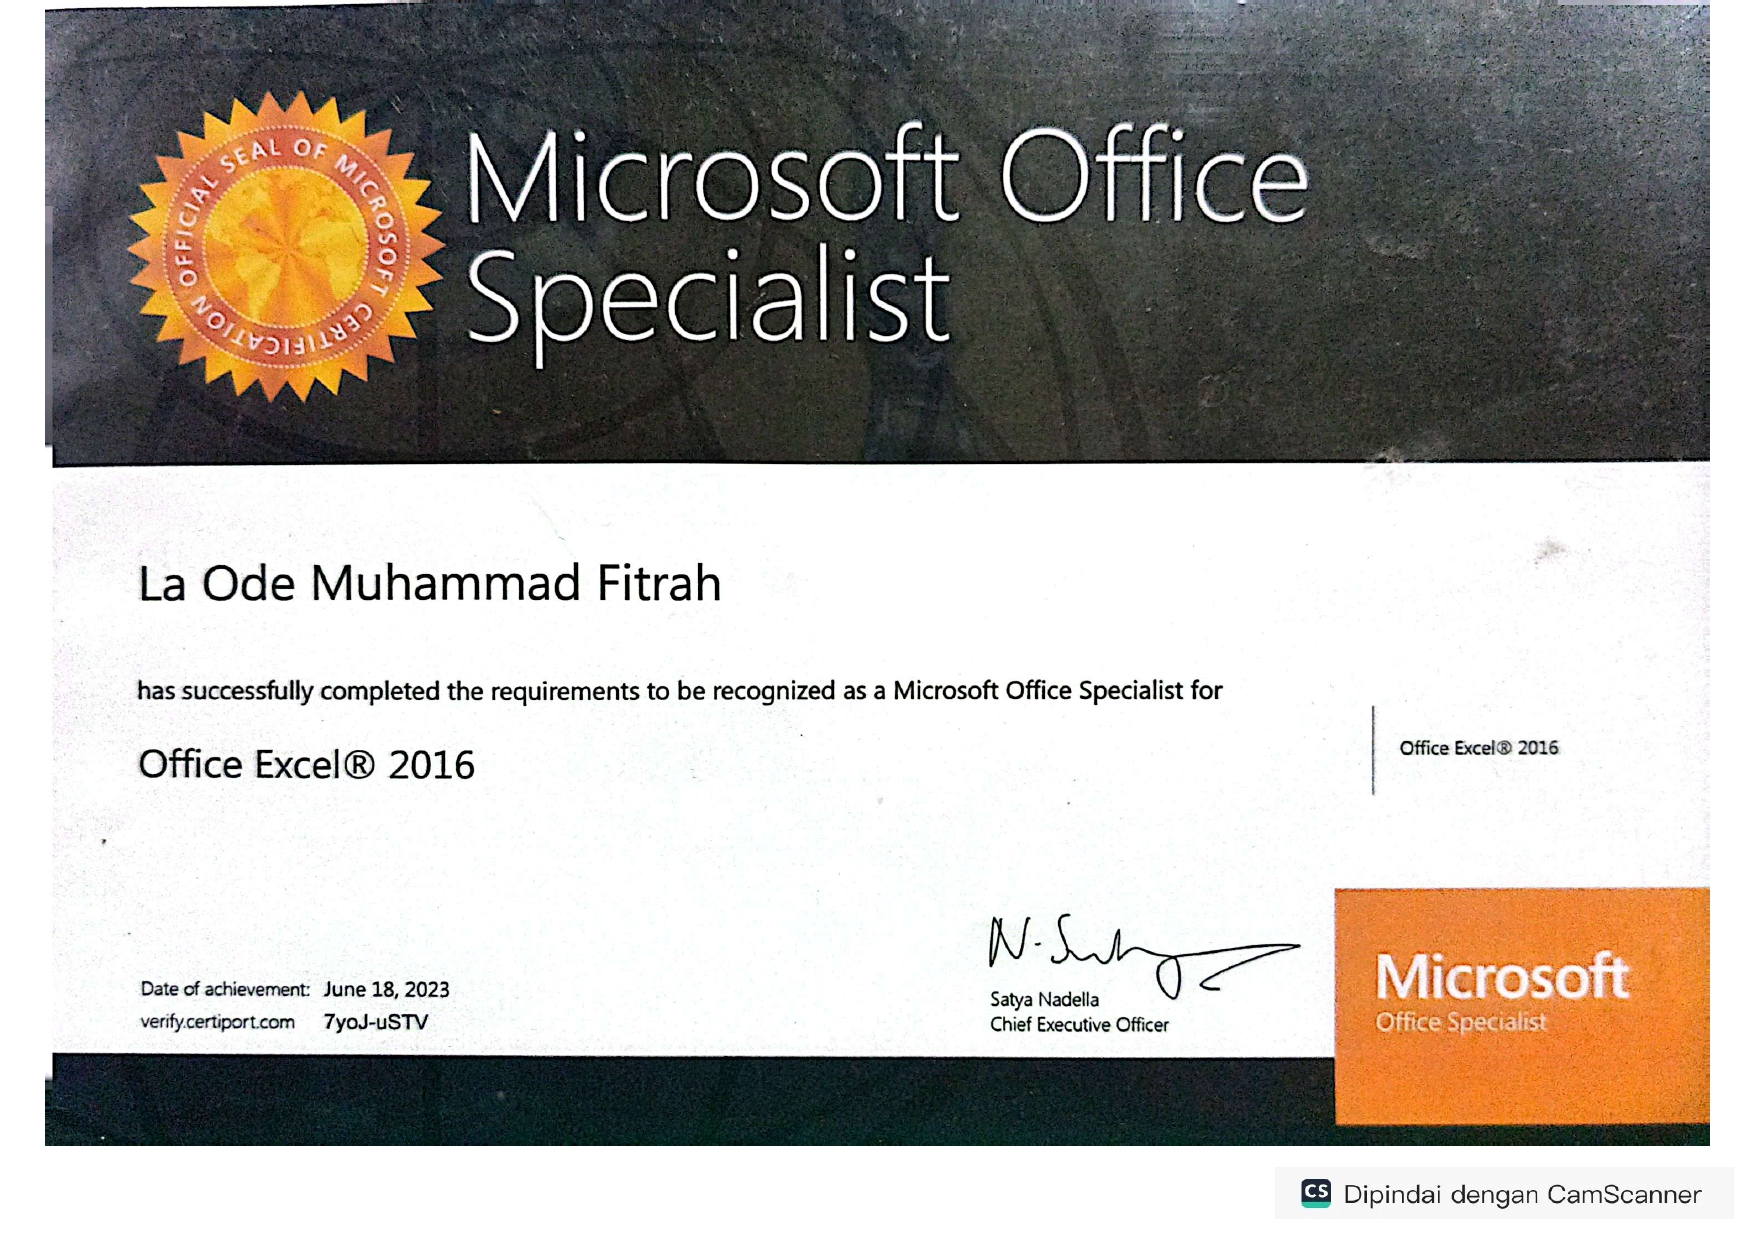 OFFICIAL SEAL OF MICROSOFT CERTIFICATION
Microsoft Office
Specialist
La Ode Muhammad Fitrah
has successfully completed the requirements to be recognized as a Microsoft Office Specialist for
Office Excel® 2016
Office Excel® 2016
Date of achievement: June 18, 2023
verify.certiport.com 7yoJ-uSTV
N. 
Satya Nadella
Chief Executive Officer
Microsoft
Office Specialist
CS Dipindai dengan CamScanner